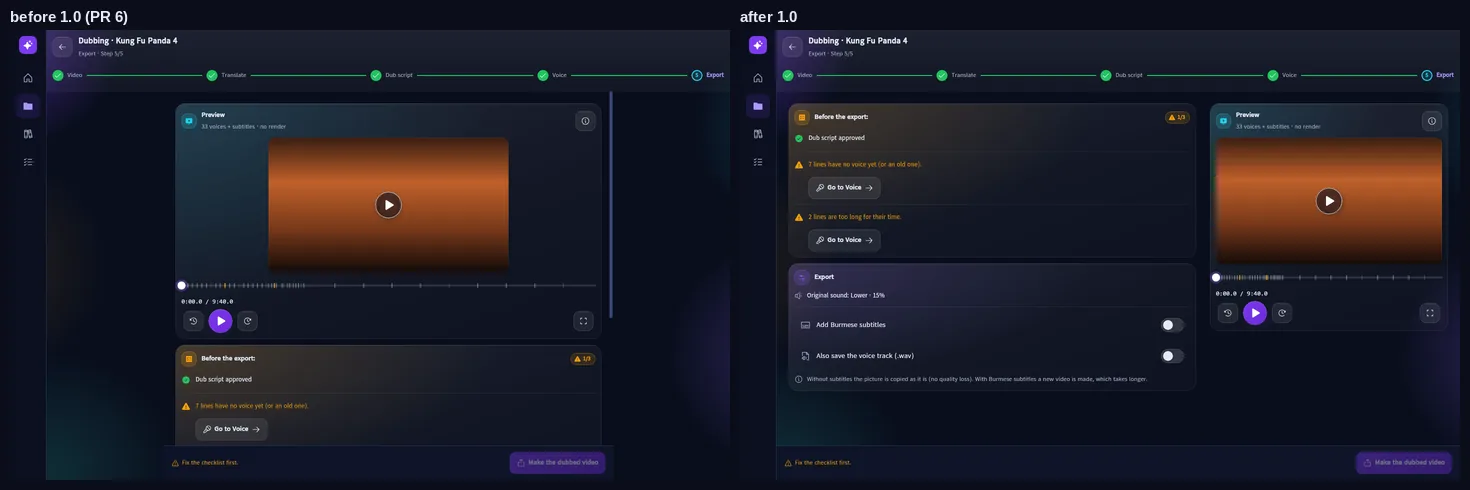 before 1.0 (PR 6)
Dubbing · Kung Fu Panda 4
Export · Step 5/5
Video
Translate
Dub script
Voice
5
Export
Preview
33 voices + subtitles · no render
0:00.0 / 9:40.0
Before the export:
1/3
Dub script approved
7 lines have no voice yet (or an old one).
Go to Voice →
Fix the checklist first.
Make the dubbed video
after 1.0
Dubbing · Kung Fu Panda 4
Export · Step 5/5
Video
Translate
Dub script
Voice
5
Export
Before the export:
1/3
Dub script approved
7 lines have no voice yet (or an old one).
Go to Voice →
2 lines are too long for their time.
Go to Voice →
Export
Original sound: Lower · 15%
Add Burmese subtitles
Also save the voice track (.wav)
Without subtitles the picture is copied as it is (no quality loss). With Burmese subtitles a new video is made, which takes longer.
Preview
33 voices + subtitles · no render
0:00.0 / 9:40.0
Fix the checklist first.
Make the dubbed video